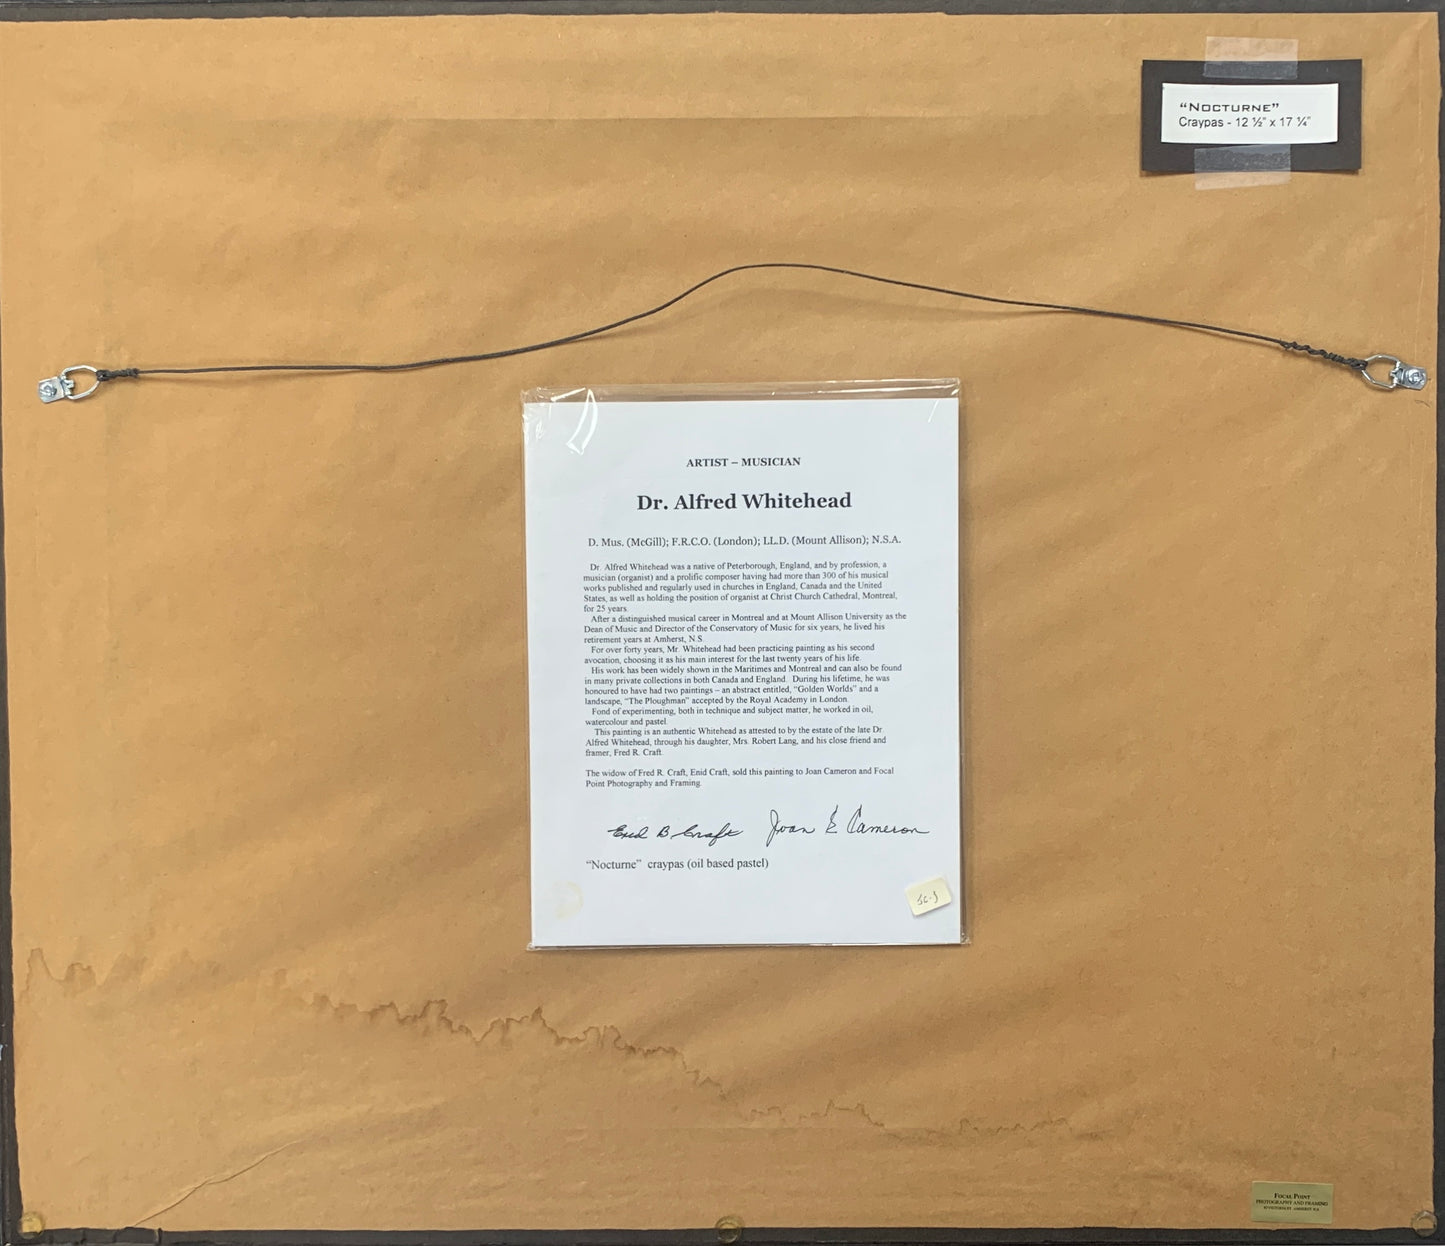 “NOCTURNE”
Craypas - 12 ½" x 17 ¼"
ARTIST – MUSICIAN
Dr. Alfred Whitehead
D. Mus. (McGill); F.R.C.O. (London); LL.D. (Mount Allison); N.S.A.
Dr. Alfred Whitehead was a native of Peterborough, England, and by profession, a
musician (organist) and a prolific composer having had more than 300 of his musical
works published and regularly used in churches in England, Canada and the United
States, as well as holding the position of organist at Christ Church Cathedral, Montreal,
for 25 years.
After a distinguished musical career in Montreal and at Mount Allison University as the
Dean of Music and Director of the Conservatory of Music for six years, he lived his
retirement years at Amherst, N.S.
For over forty years, Mr. Whitehead had been practicing painting as his second
avocation, choosing it as his main interest for the last twenty years of his life.
His work has been widely shown in the Maritimes and Montreal and can also be found
in many private collections in both Canada and England. During his lifetime, he was
honoured to have had two paintings – an abstract entitled, “Golden Worlds” and a
landscape, “The Ploughman” accepted by the Royal Academy in London.
Fond of experimenting, both in technique and subject matter, he worked in oil,
watercolour and pastel.
This painting is an authentic Whitehead as attested to by the estate of the late Dr.
Alfred Whitehead, through his daughter, Mrs. Robert Lang, and his close friend and
framer, Fred R. Craft.
The widow of Fred R. Craft, Enid Craft, sold this painting to Joan Cameron and Focal
Point Photography and Framing.
Enid B Craft Joan E Cameron
“Nocturne” craypas (oil based pastel)
FOCAL POINT
PHOTOGRAPHY AND FRAMING
AMHERST N.S.